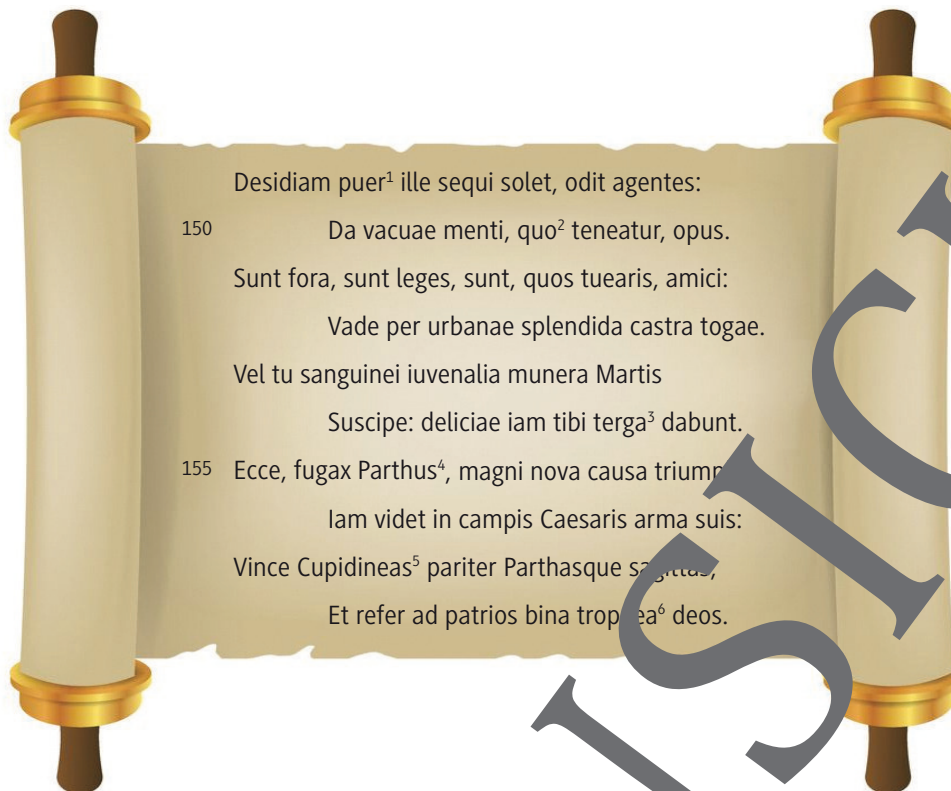 Desidiam puer¹ ille sequi solet, odit agentes:
150 Da vacuae menti, quo² teneatur, opus.
Sunt fora, sunt leges, sunt, quos tuearis, amici:
Vade per urbanae splendida castra togae.
Vel tu sanguinei iuvenalia munera Martis
Suscipe: deliciae iam tibi terga³ dabunt.
155 Ecce, fugax Parthus⁴, magni nova causa
Iam videt in campis Caesaris arma suis:
Vince Cupidineas⁵ pariter Parthasque sagittas,
Et refer ad patrios bina tropaea⁶ deos.